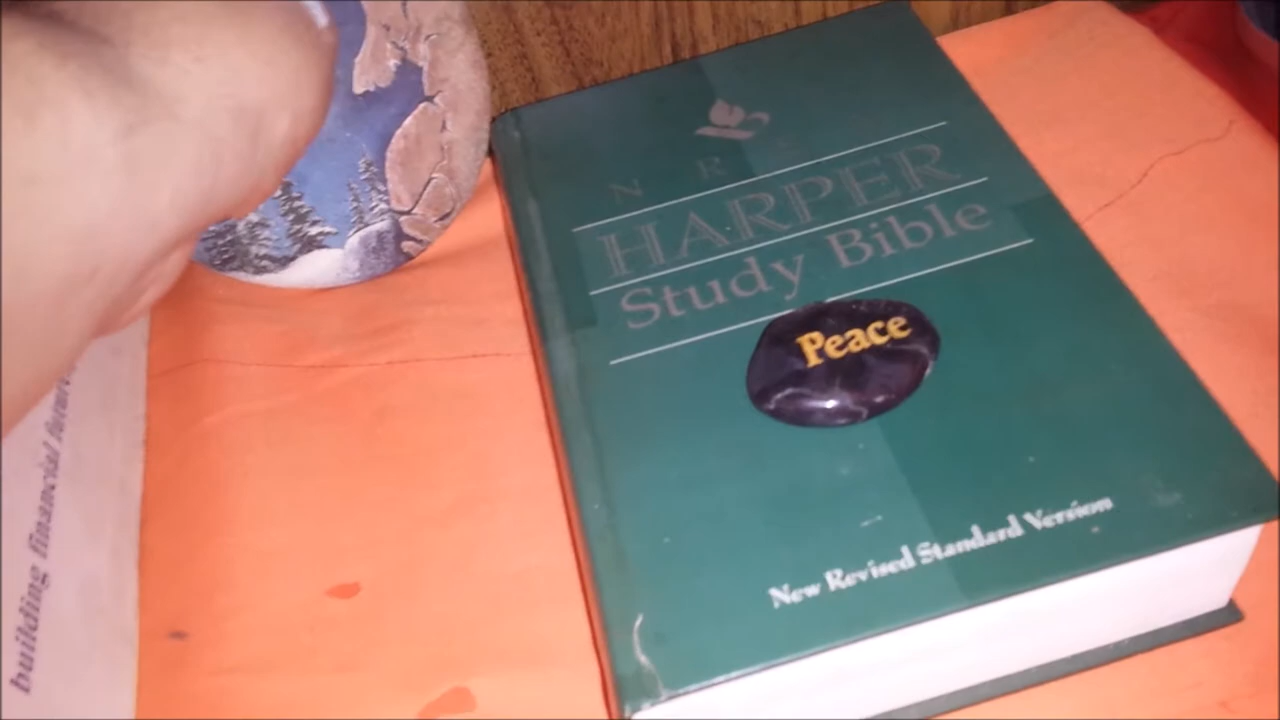 N R S
HARPER
Study Bible
Peace
New Revised Standard Version
building financial